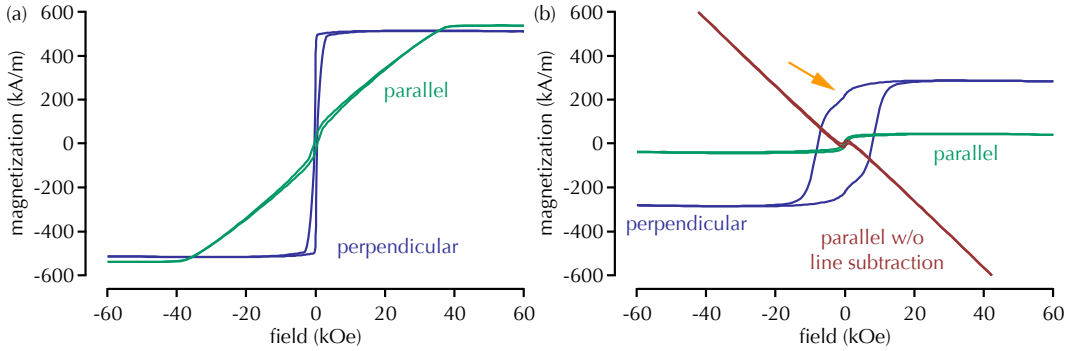 (a)
magnetization (kA/m)
600
400
200
0
-200
-400
-600
parallel
perpendicular
-60
-40
-20
0
20
40
60
field (kOe)
(b)
magnetization (kA/m)
600
400
200
0
-200
-400
-600
parallel
perpendicular
parallel w/o
line subtraction
-60
-40
-20
0
20
40
60
field (kOe)